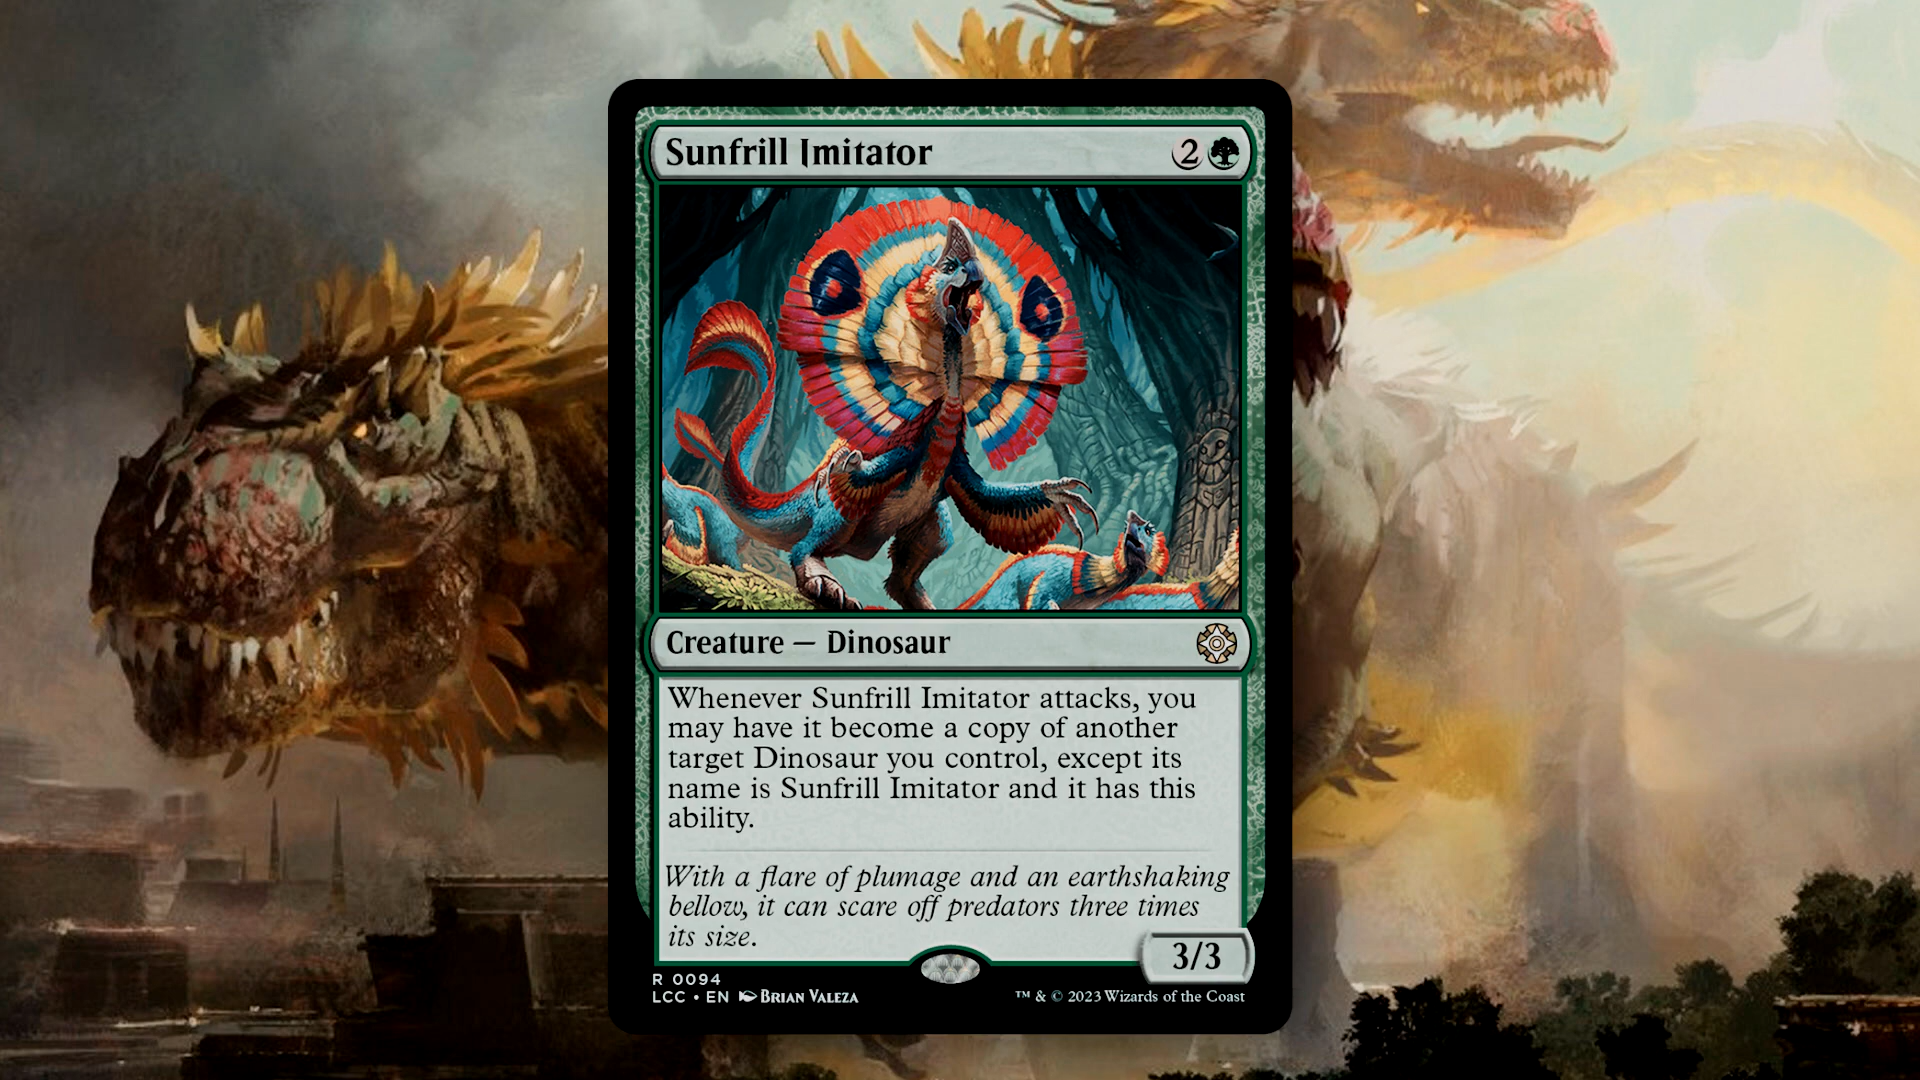 Sunfrill Imitator 2
Creature — Dinosaur
Whenever Sunfrill Imitator attacks, you
may have it become a copy of another
target Dinosaur you control, except its
name is Sunfrill Imitator and it has this
ability.
With a flare of plumage and an earthshaking
bellow, it can scare off predators three times
its size.
3/3
R 0094
LCC • EN BRIAN VALEZA
™ & © 2023 Wizards of the Coast